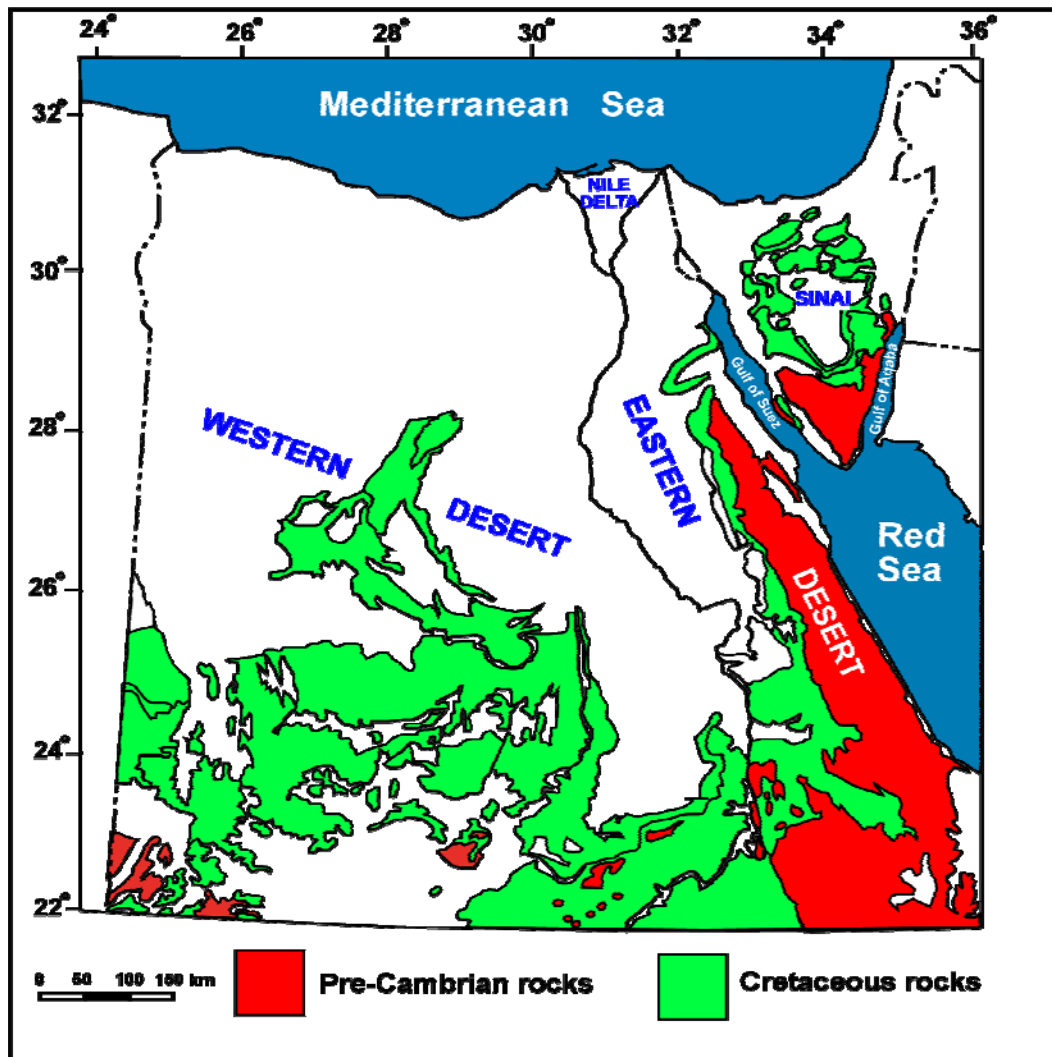 24° 26° 28° 30° 32° 34° 36°
Mediterranean Sea
32°
NILE
DELTA
30°
SINAI
Gulf of Suez
Gulf of Aqaba
28°
WESTERN
DESERT
EASTERN
DESERT
Red
Sea
26°
24°
22°
0 50 100 150 km
Pre-Cambrian rocks
Cretaceous rocks